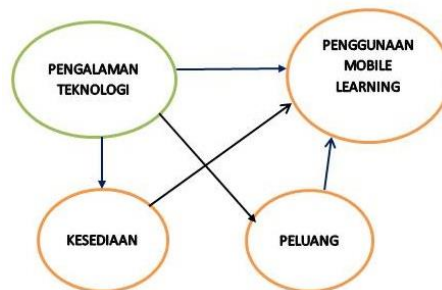 PENGALAMAN
TEKNOLOGI
PENGGUNAAN
MOBILE
LEARNING
KESEDIAAN
PELUANG